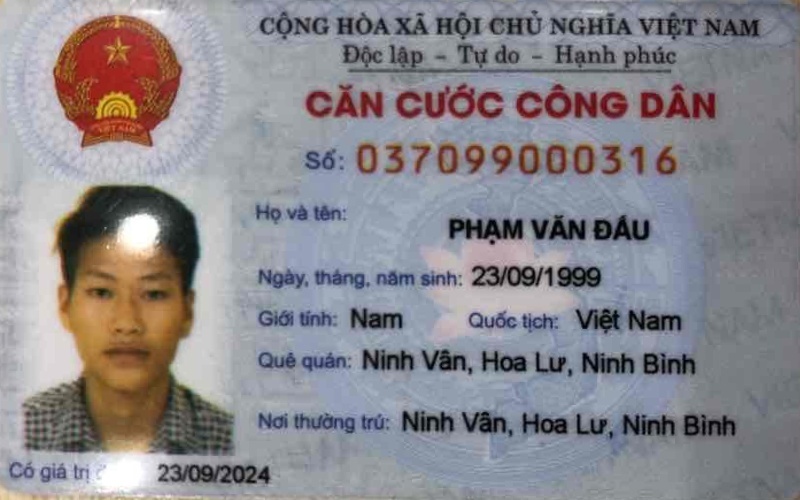 CỘNG HÒA XÃ HỘI CHỦ NGHĨA VIỆT NAM
Độc lập - Tự do - Hạnh phúc
CĂN CƯỚC CÔNG DÂN
Số: 037099000316
Họ và tên:
PHẠM VĂN ĐẤU
Ngày, tháng, năm sinh: 23/09/1999
Giới tính: Nam Quốc tịch: Việt Nam
Quê quán: Ninh Vân, Hoa Lư, Ninh Bình
Nơi thường trú: Ninh Vân, Hoa Lư, Ninh Bình
Có giá trị 23/09/2024
VIỆT NAM